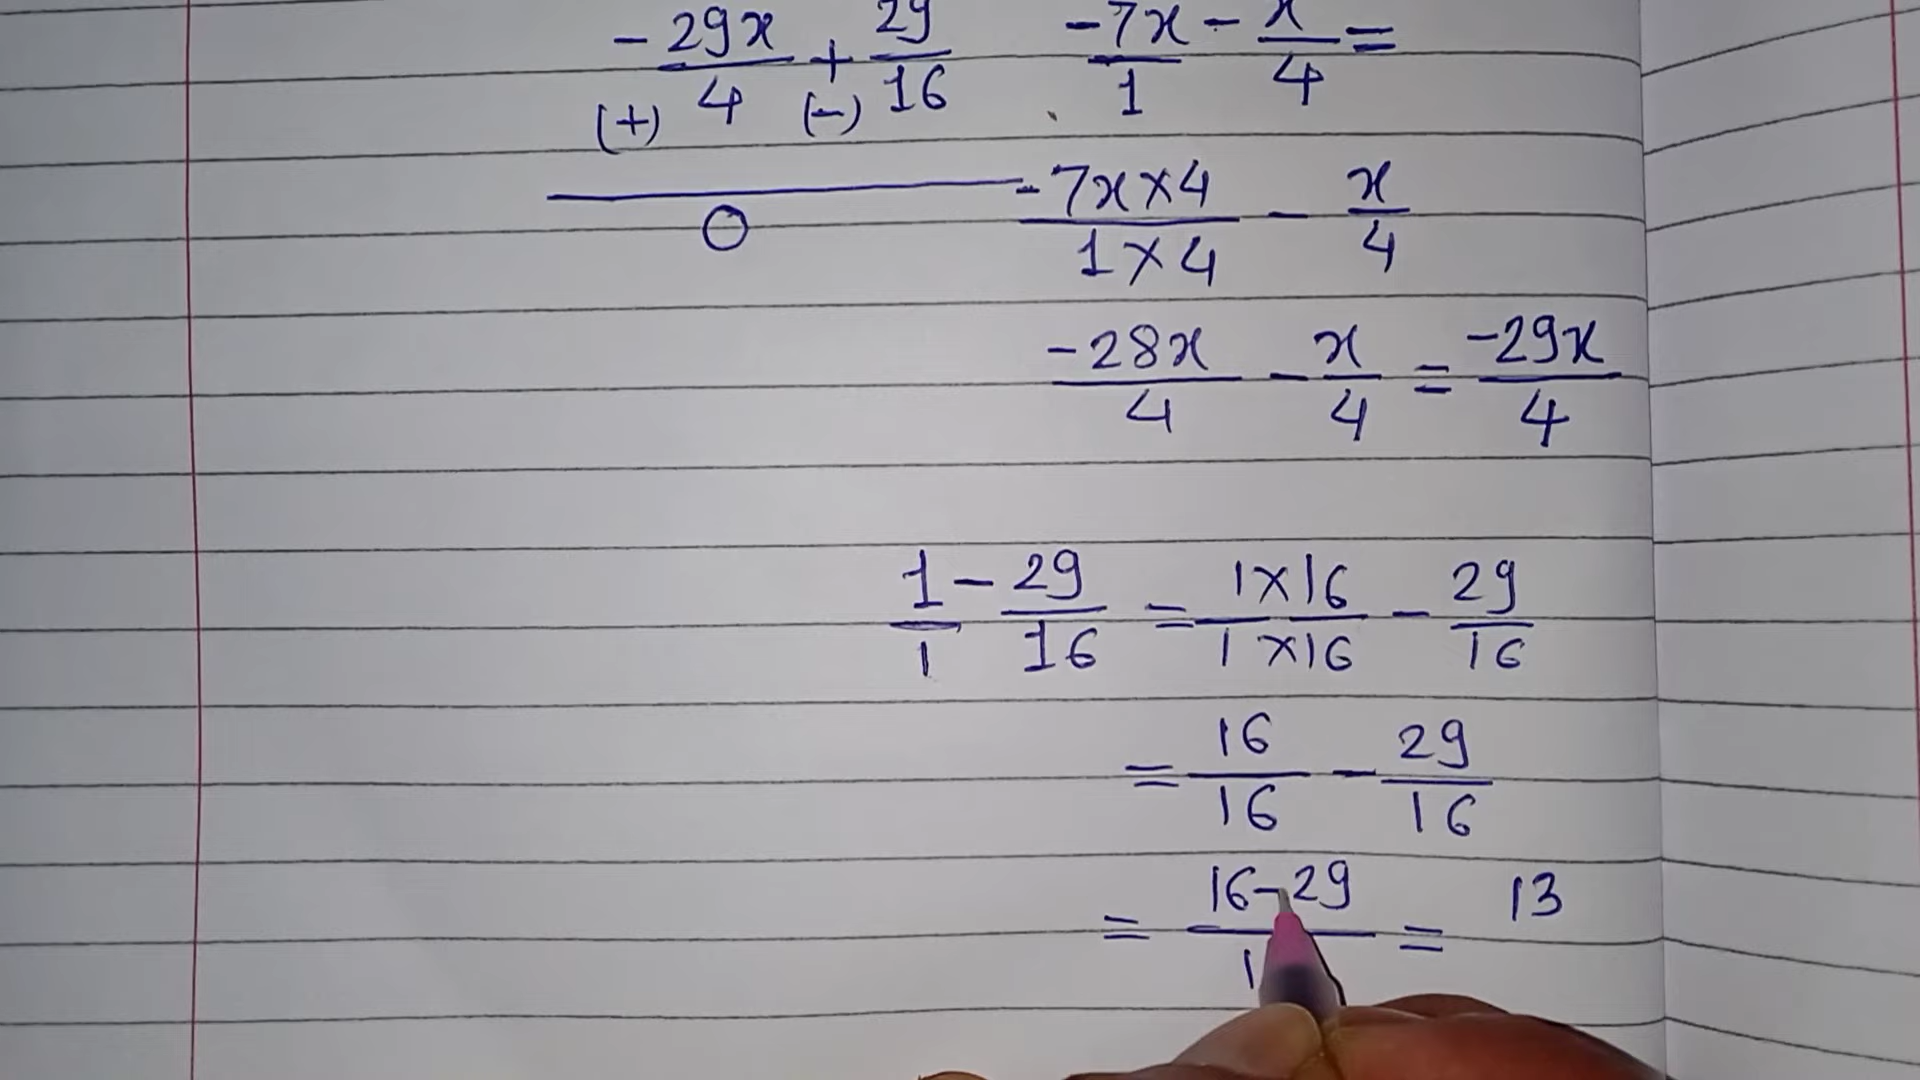 -29x/4 + 29/16    -7x/1 - x/4 =
(+) (-)
0    -7x×4/1×4 - x/4
-28x/4 - x/4 = -29x/4
1/1 - 29/16 = 1×16/1×16 - 29/16
= 16/16 - 29/16
= 16-29/1 = 13